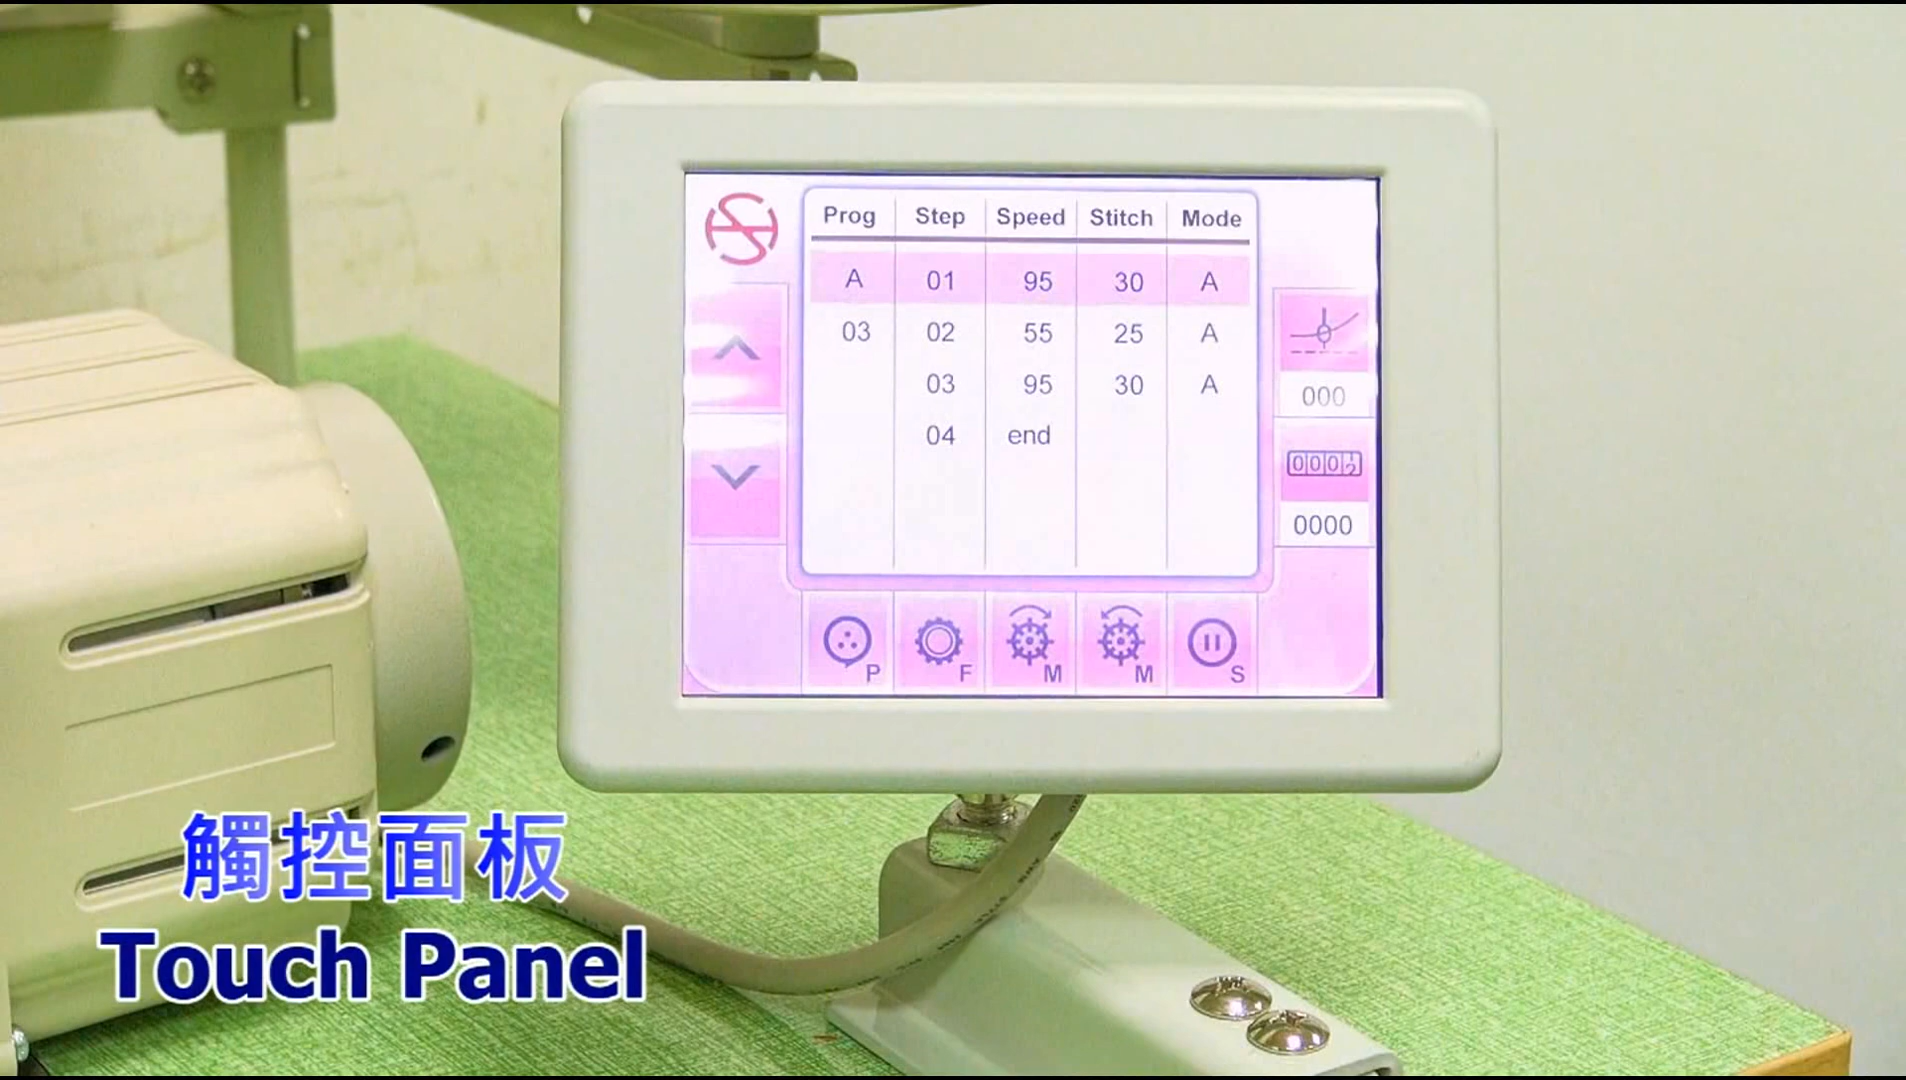 Prog Step Speed Stitch Mode
A 01 95 30 A
03 02 55 25 A
03 95 30 A
04 end
000
0000
P F M M S
觸控面板
Touch Panel